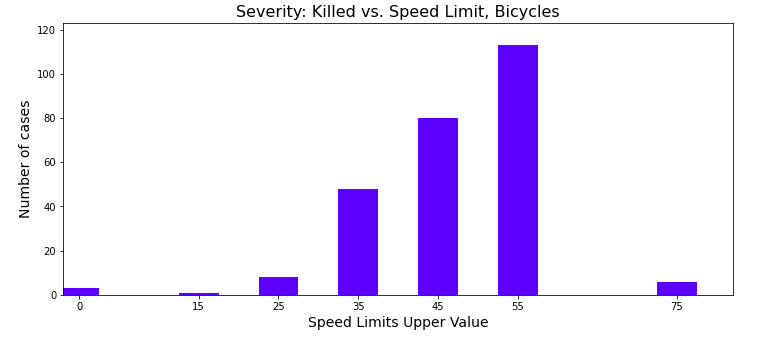 Severity: Killed vs. Speed Limit, Bicycles
120
100
80
60
40
20
0
Number of cases
0 15 25 35 45 55 75
Speed Limits Upper Value